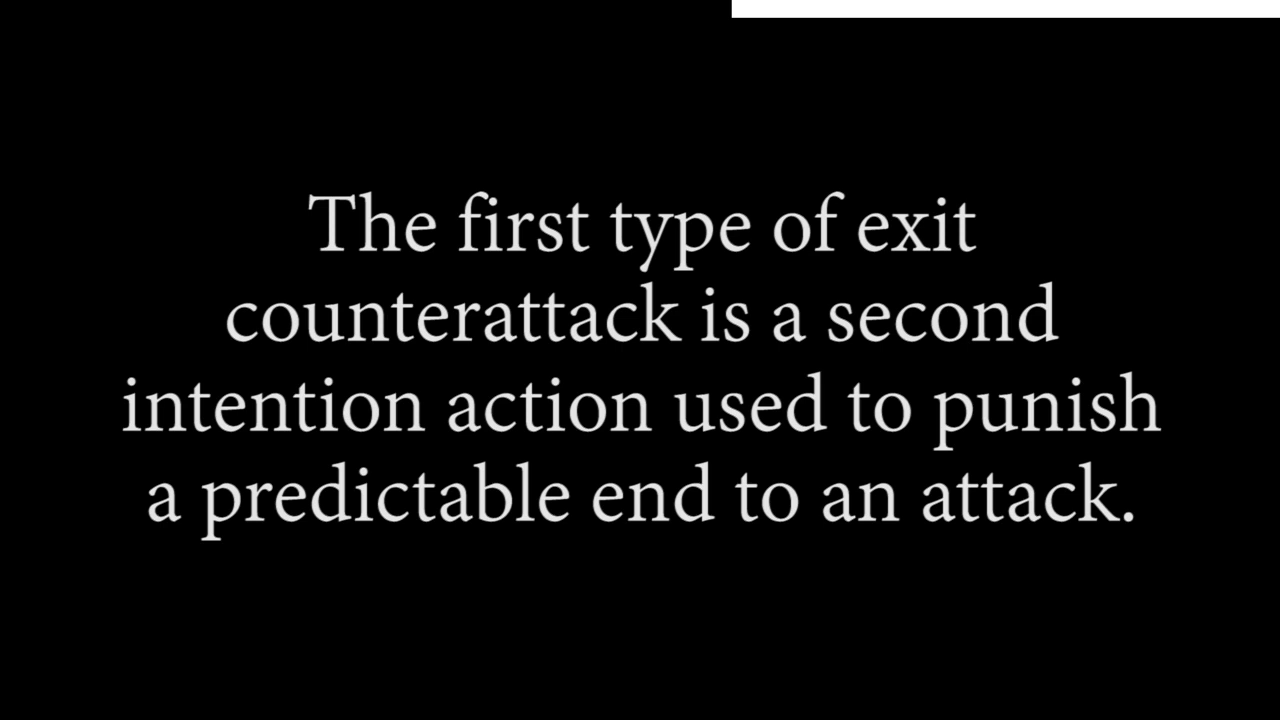 The first type of exit
counterattack is a second
intention action used to punish
a predictable end to an attack.